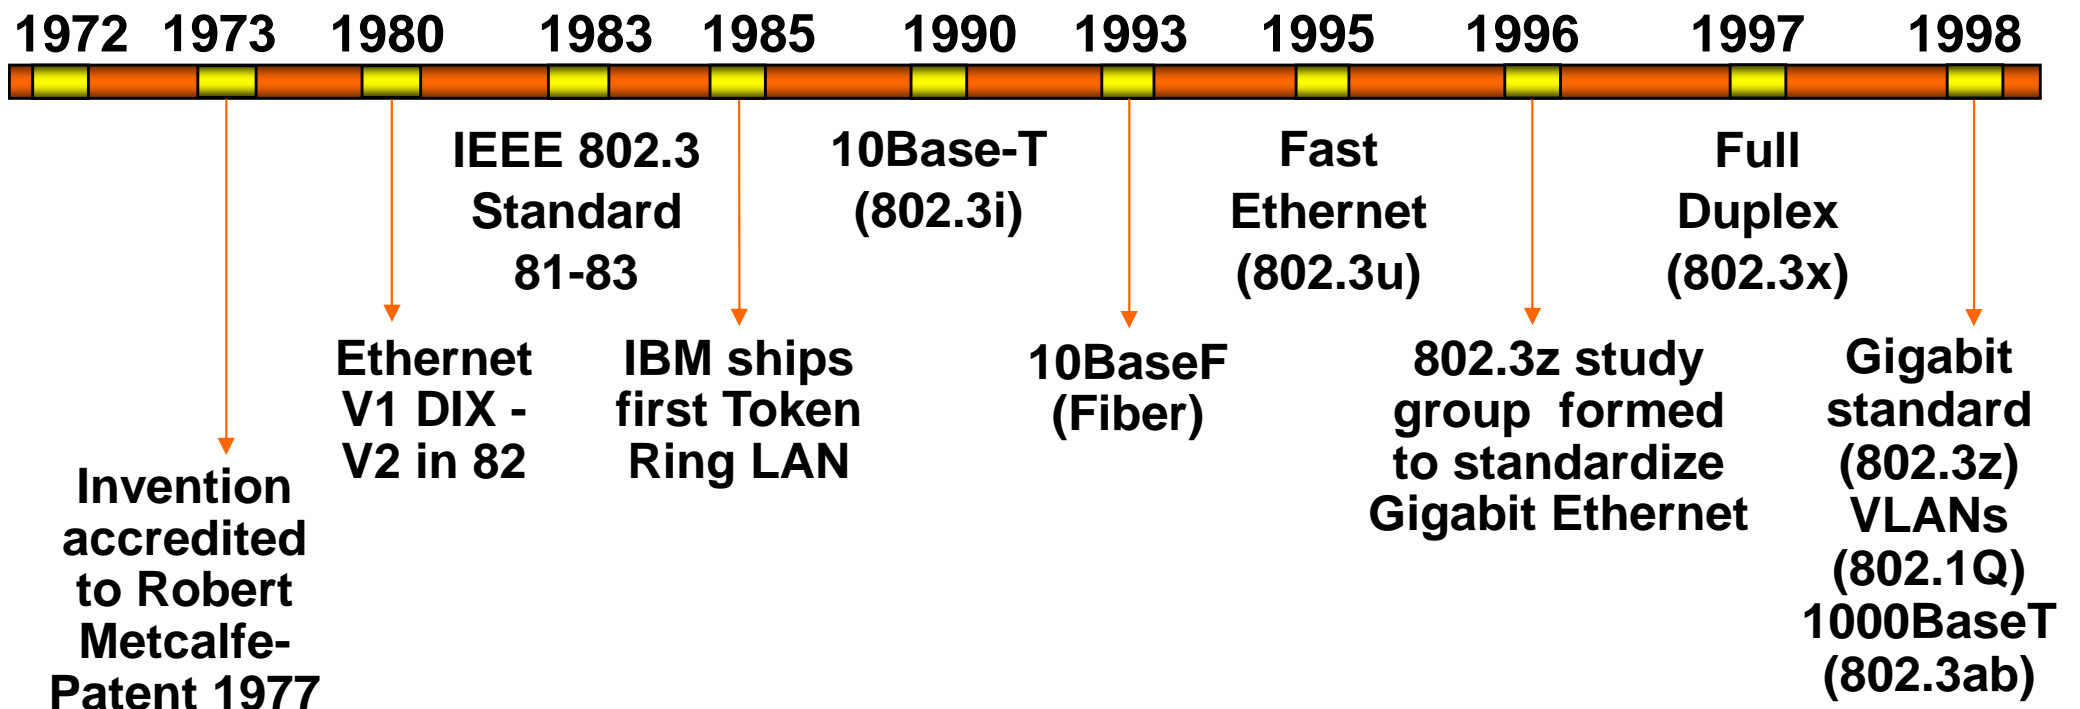 1972 1973 1980 1983 1985 1990 1993 1995 1996 1997 1998
IEEE 802.3
Standard
81-83
10Base-T
(802.3i)
Fast
Ethernet
(802.3u)
Full
Duplex
(802.3x)
Invention
accredited
to Robert
Metcalfe-
Patent 1977
Ethernet
V1 DIX -
V2 in 82
IBM ships
first Token
Ring LAN
10BaseF
(Fiber)
802.3z study
group formed
to standardize
Gigabit Ethernet
Gigabit
standard
(802.3z)
VLANs
(802.1Q)
1000BaseT
(802.3ab)